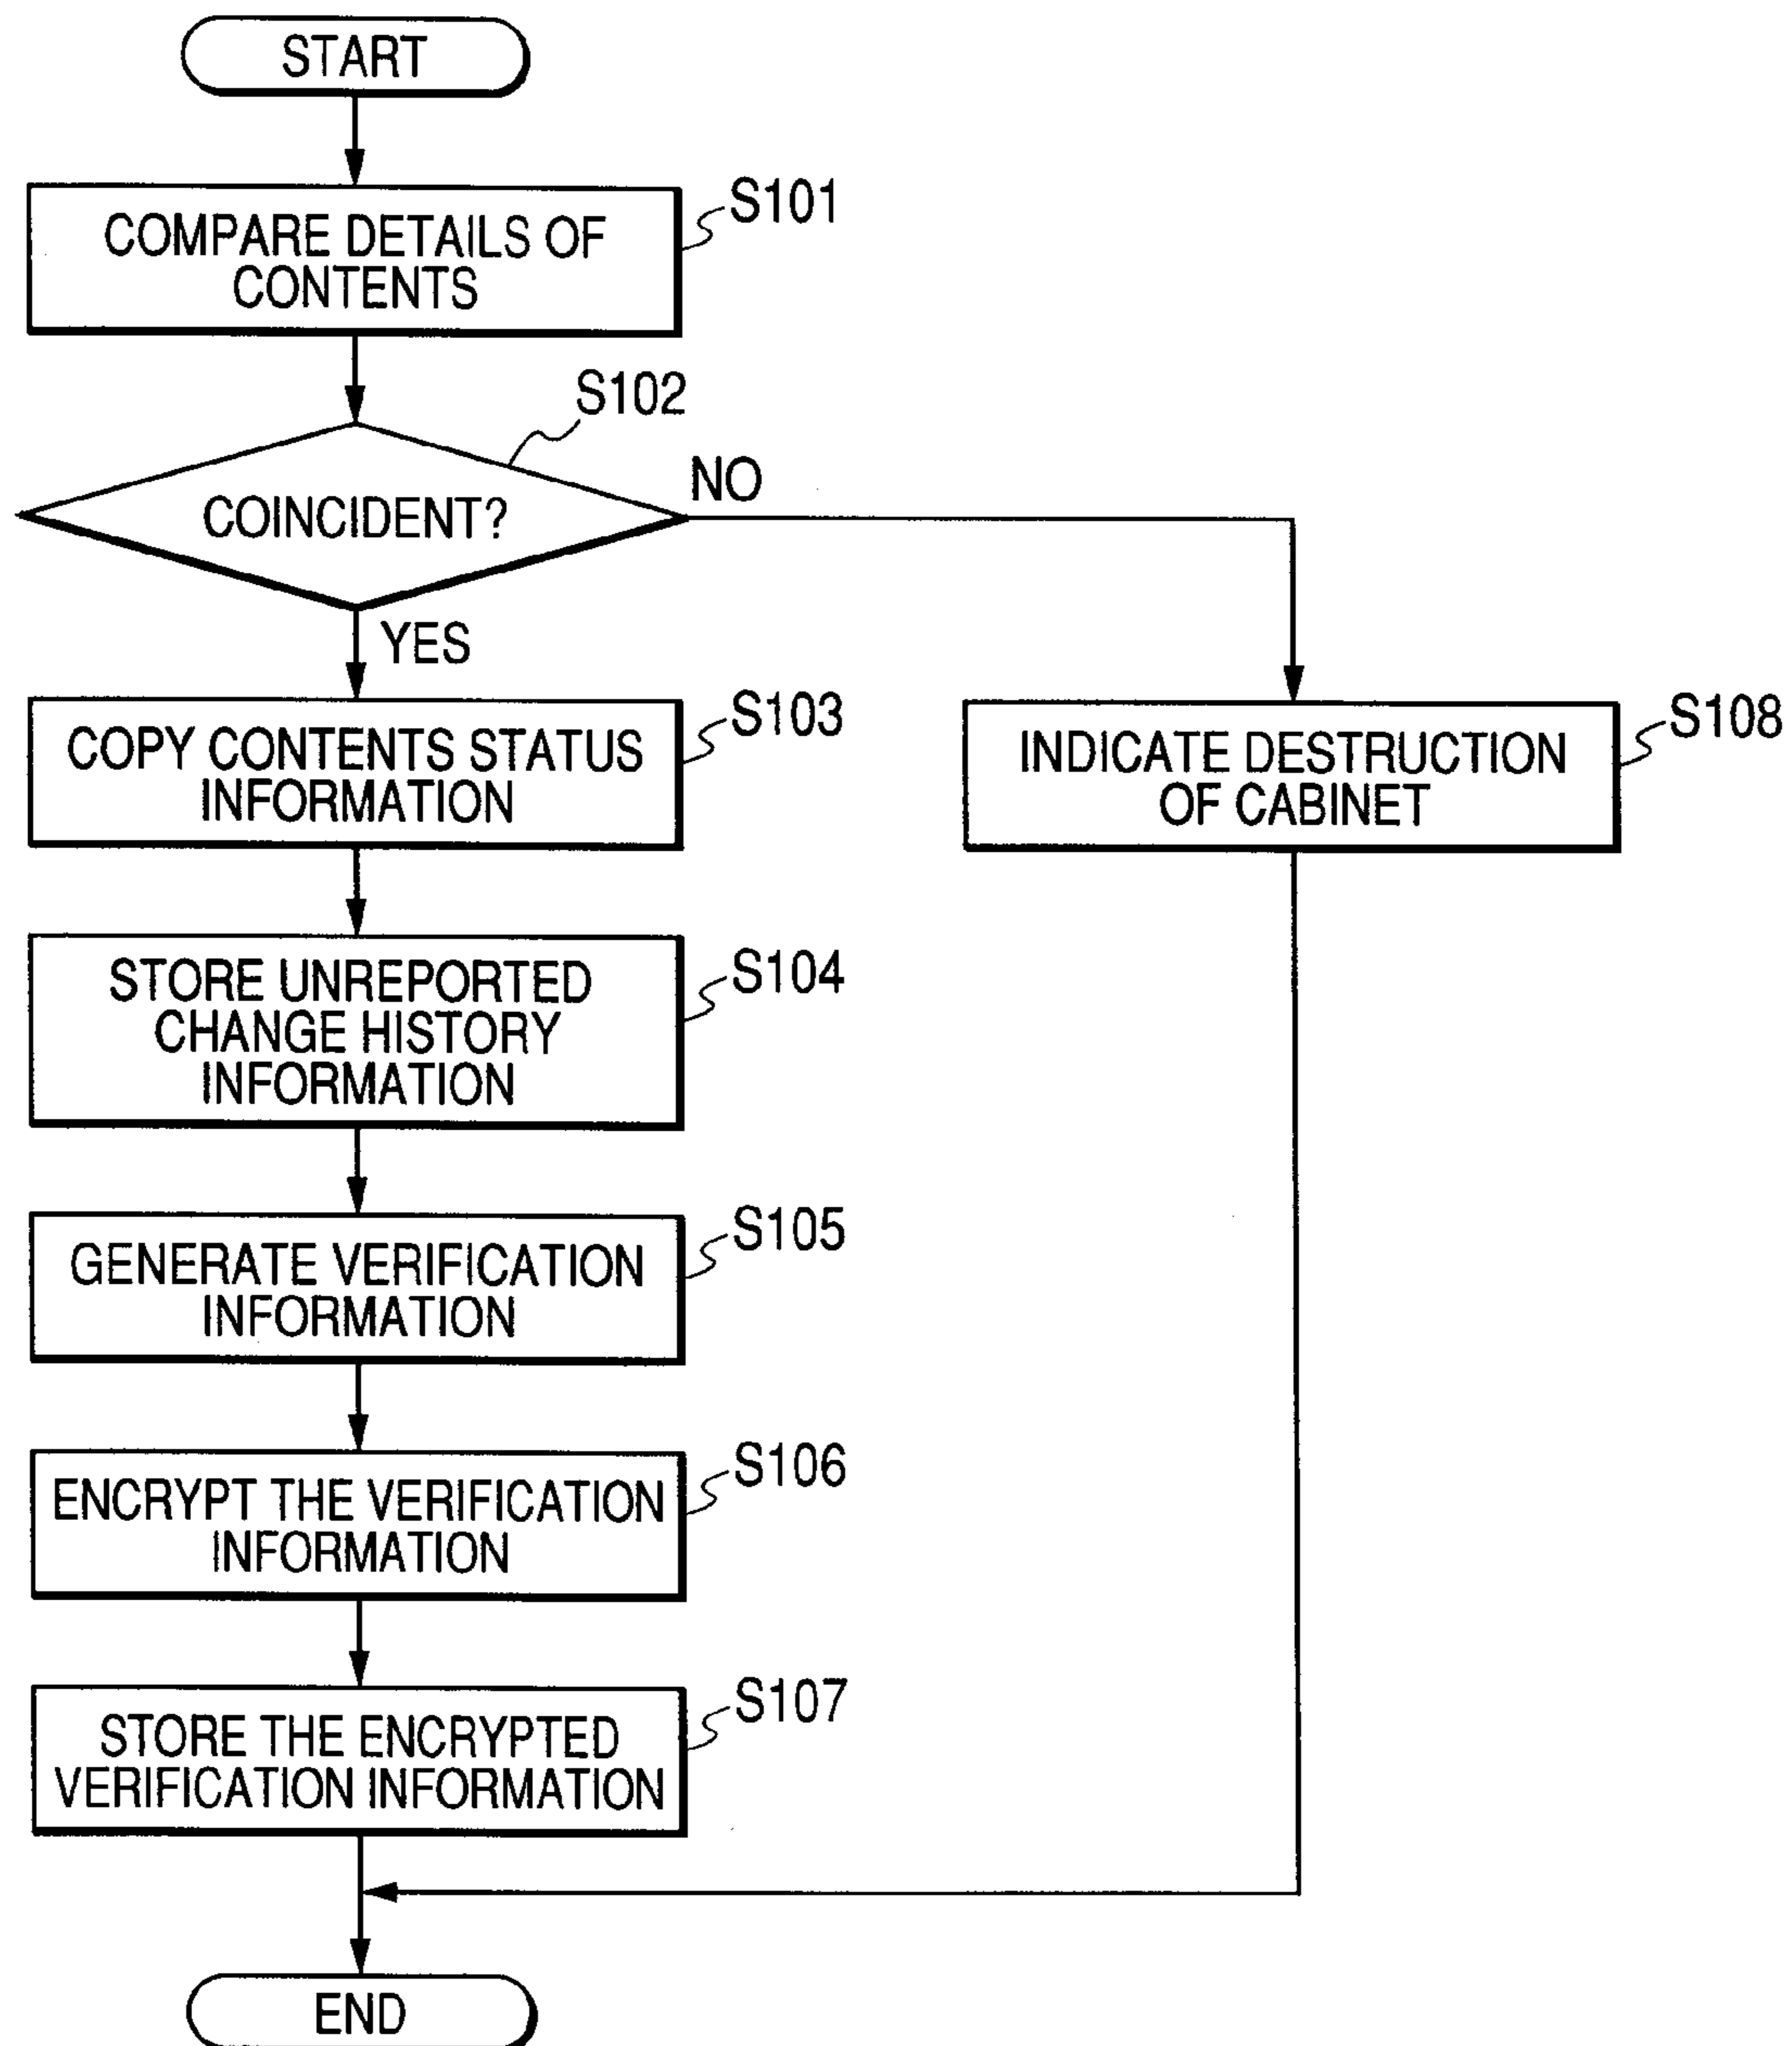 START
COMPARE DETAILS OF
CONTENTS
S101
S102
COINCIDENT?
NO
YES
COPY CONTENTS STATUS
INFORMATION
S103
INDICATE DESTRUCTION
OF CABINET
S108
STORE UNREPORTED
CHANGE HISTORY
INFORMATION
S104
GENERATE VERIFICATION
INFORMATION
S105
ENCRYPT THE VERIFICATION
INFORMATION
S106
STORE THE ENCRYPTED
VERIFICATION INFORMATION
S107
END